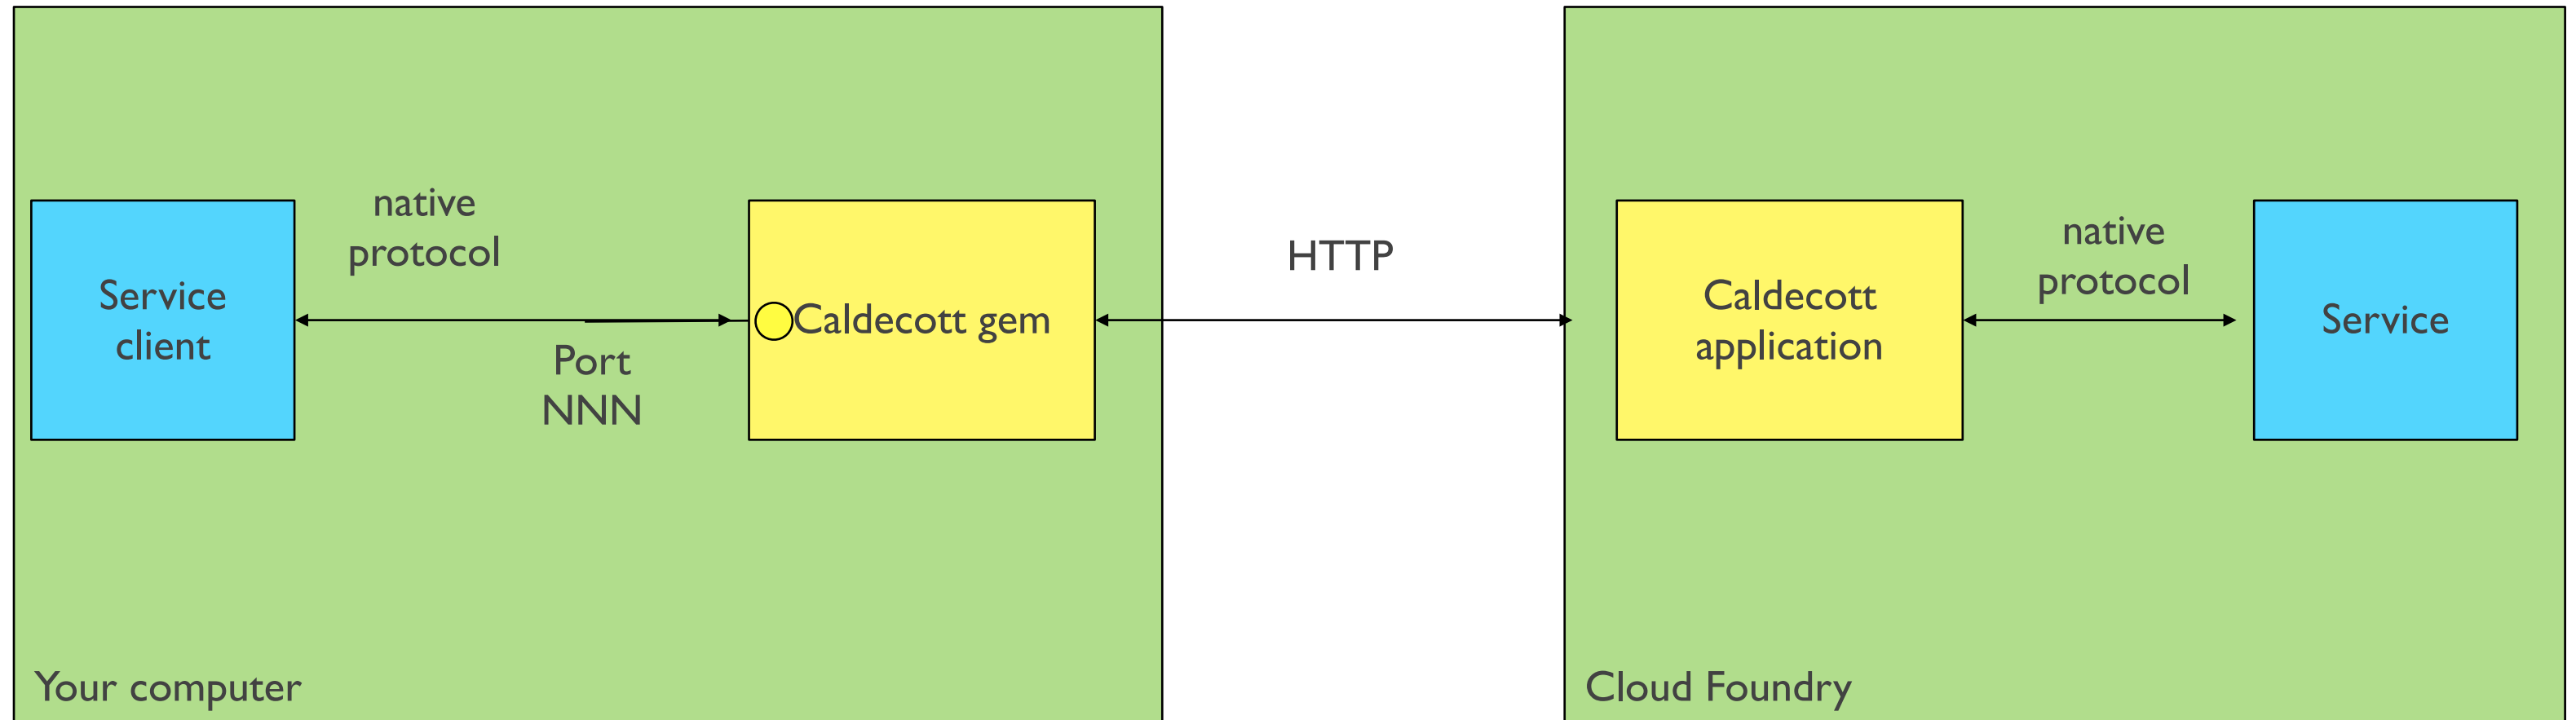 Service
client
native
protocol
Port
NNN
Caldecott gem
HTTP
Caldecott
application
native
protocol
Service
Your computer
Cloud Foundry